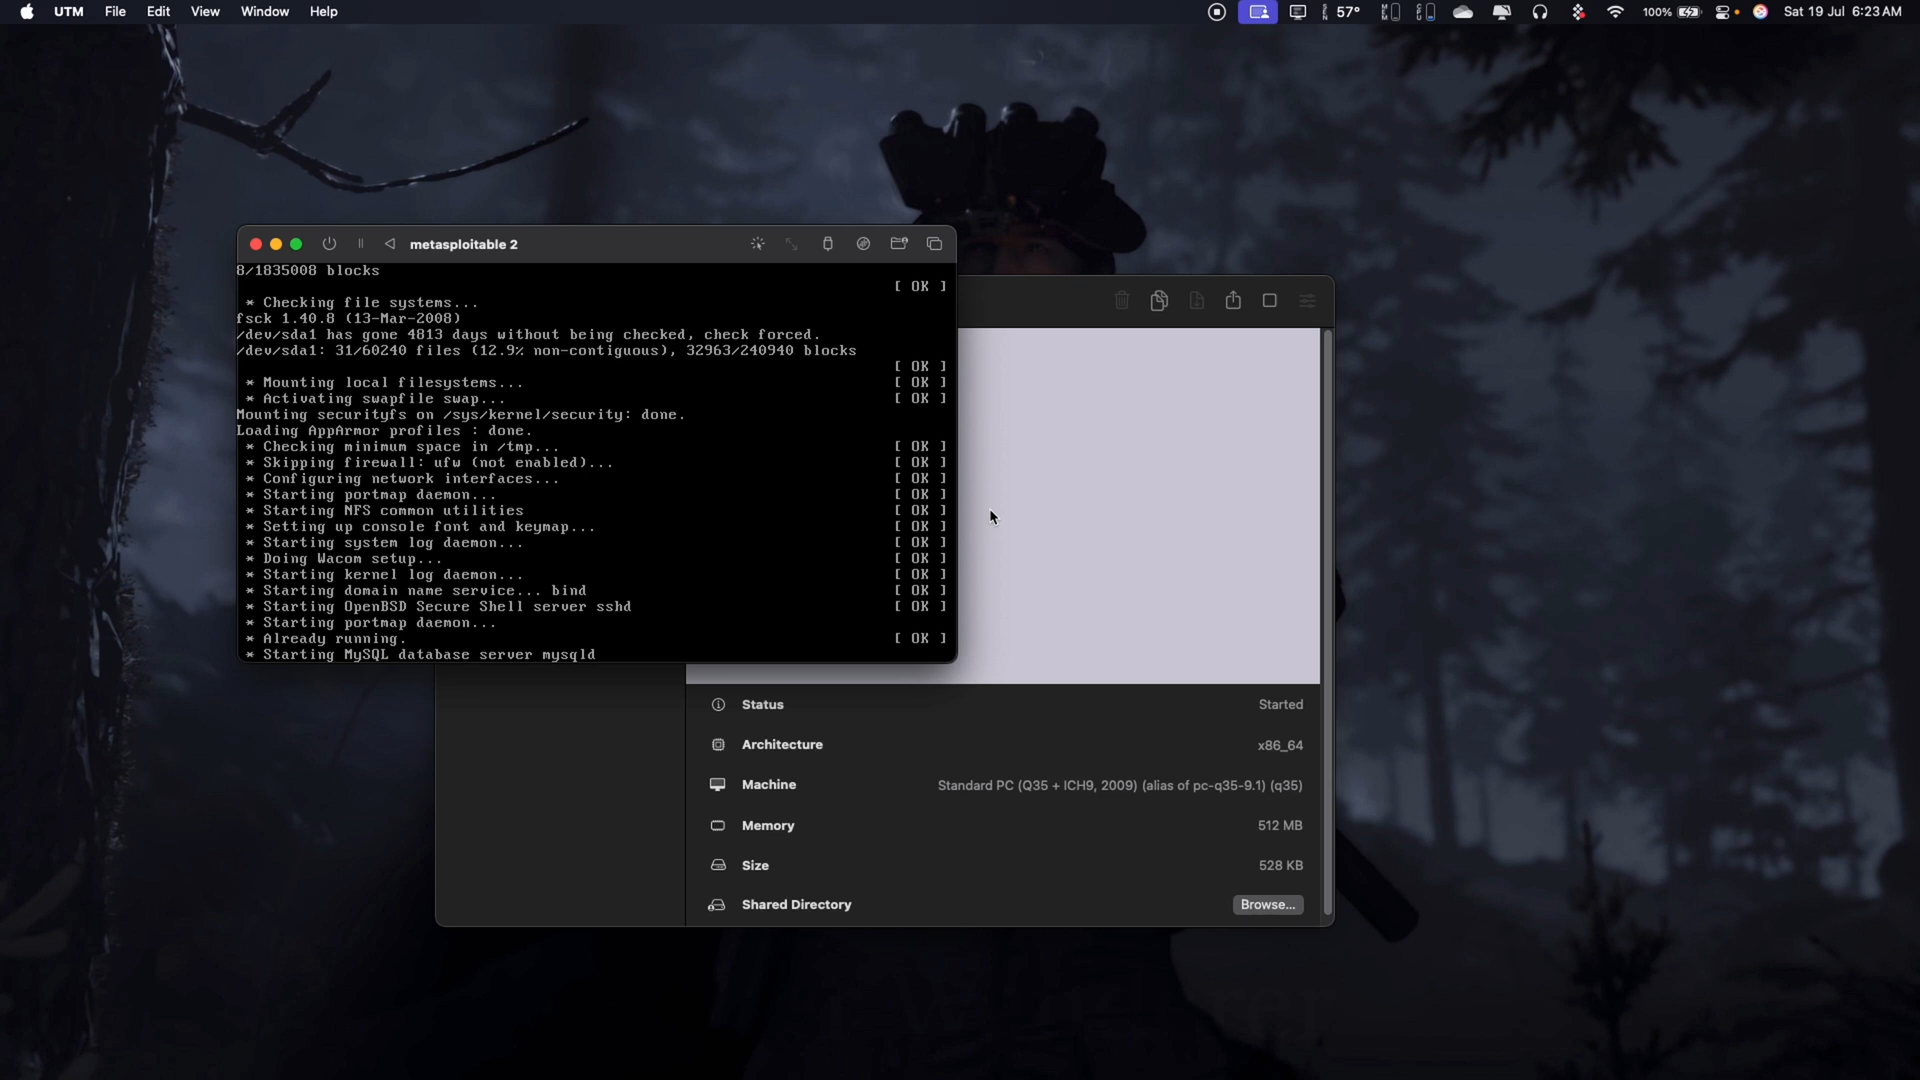 UTM File Edit View Window Help
SEN 57° MEM CPU 100% Sat 19 Jul 6:23 AM
metasploitable 2
8/1835008 blocks
[ OK ]
* Checking file systems...
fsck 1.40.8 (13-Mar-2008)
/dev/sda1 has gone 4813 days without being checked, check forced.
/dev/sda1: 31/60240 files (12.9% non-contiguous), 32963/240940 blocks
[ OK ]
* Mounting local filesystems... [ OK ]
* Activating swapfile swap... [ OK ]
Mounting securityfs on /sys/kernel/security: done.
Loading AppArmor profiles : done.
* Checking minimum space in /tmp... [ OK ]
* Skipping firewall: ufw (not enabled)... [ OK ]
* Configuring network interfaces... [ OK ]
* Starting portmap daemon... [ OK ]
* Starting NFS common utilities [ OK ]
* Setting up console font and keymap... [ OK ]
* Starting system log daemon... [ OK ]
* Doing Wacom setup... [ OK ]
* Starting kernel log daemon... [ OK ]
* Starting domain name service... bind [ OK ]
* Starting OpenBSD Secure Shell server sshd [ OK ]
* Starting portmap daemon...
* Already running. [ OK ]
* Starting MySQL database server mysqld
Status Started
Architecture x86_64
Machine Standard PC (Q35 + ICH9, 2009) (alias of pc-q35-9.1) (q35)
Memory 512 MB
Size 528 KB
Shared Directory Browse...